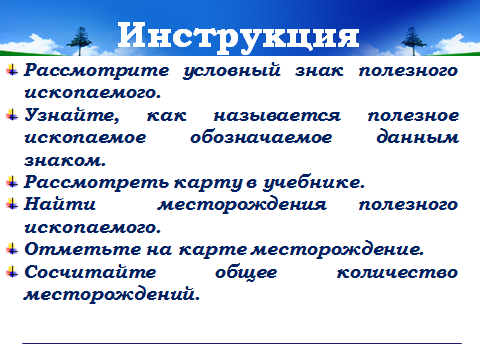 Инструкция
Рассмотрите условный знак полезного
ископаемого.
Узнайте, как называется полезное
ископаемое обозначаемое данным
знаком.
Рассмотреть карту в учебнике.
Найти месторождения полезного
ископаемого.
Отметьте на карте месторождение.
Сосчитайте общее количество
месторождений.